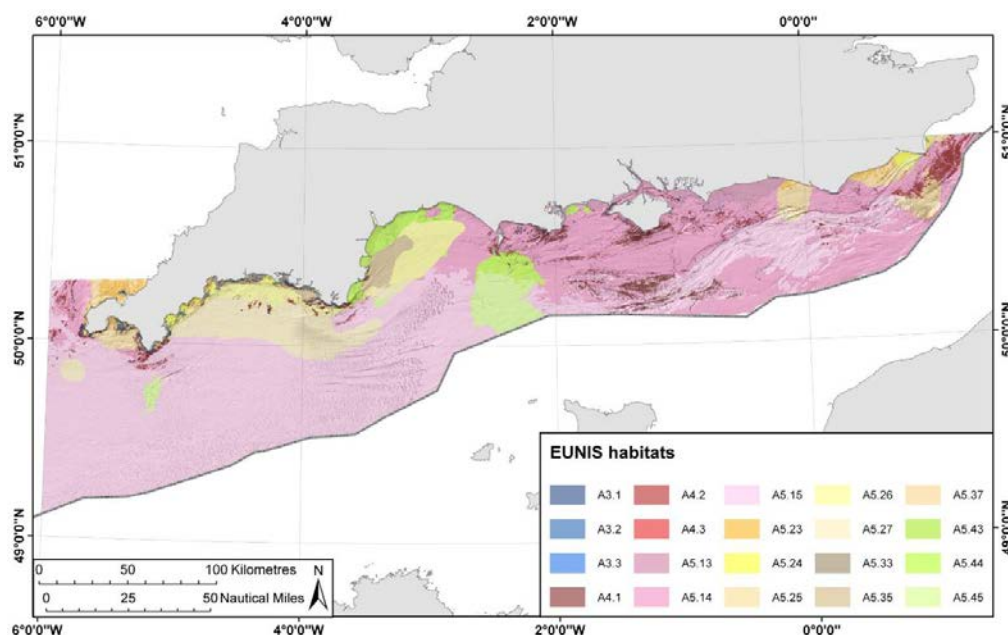 6°0'0"W 4°0'0"W 2°0'0"W 0°0'0"
51°0'0"N 51°0'0"N
50°0'0"N 50°0'0"N
49°0'0"N 49°0'0"N
EUNIS habitats
A3.1 A4.2 A5.15 A5.26 A5.37
A3.2 A4.3 A5.23 A5.27 A5.43
A3.3 A5.13 A5.24 A5.33 A5.44
A4.1 A5.14 A5.25 A5.35 A5.45
0 50 100 Kilometres N
0 25 50 Nautical Miles
6°0'0"W 4°0'0"W 2°0'0"W 0°0'0"